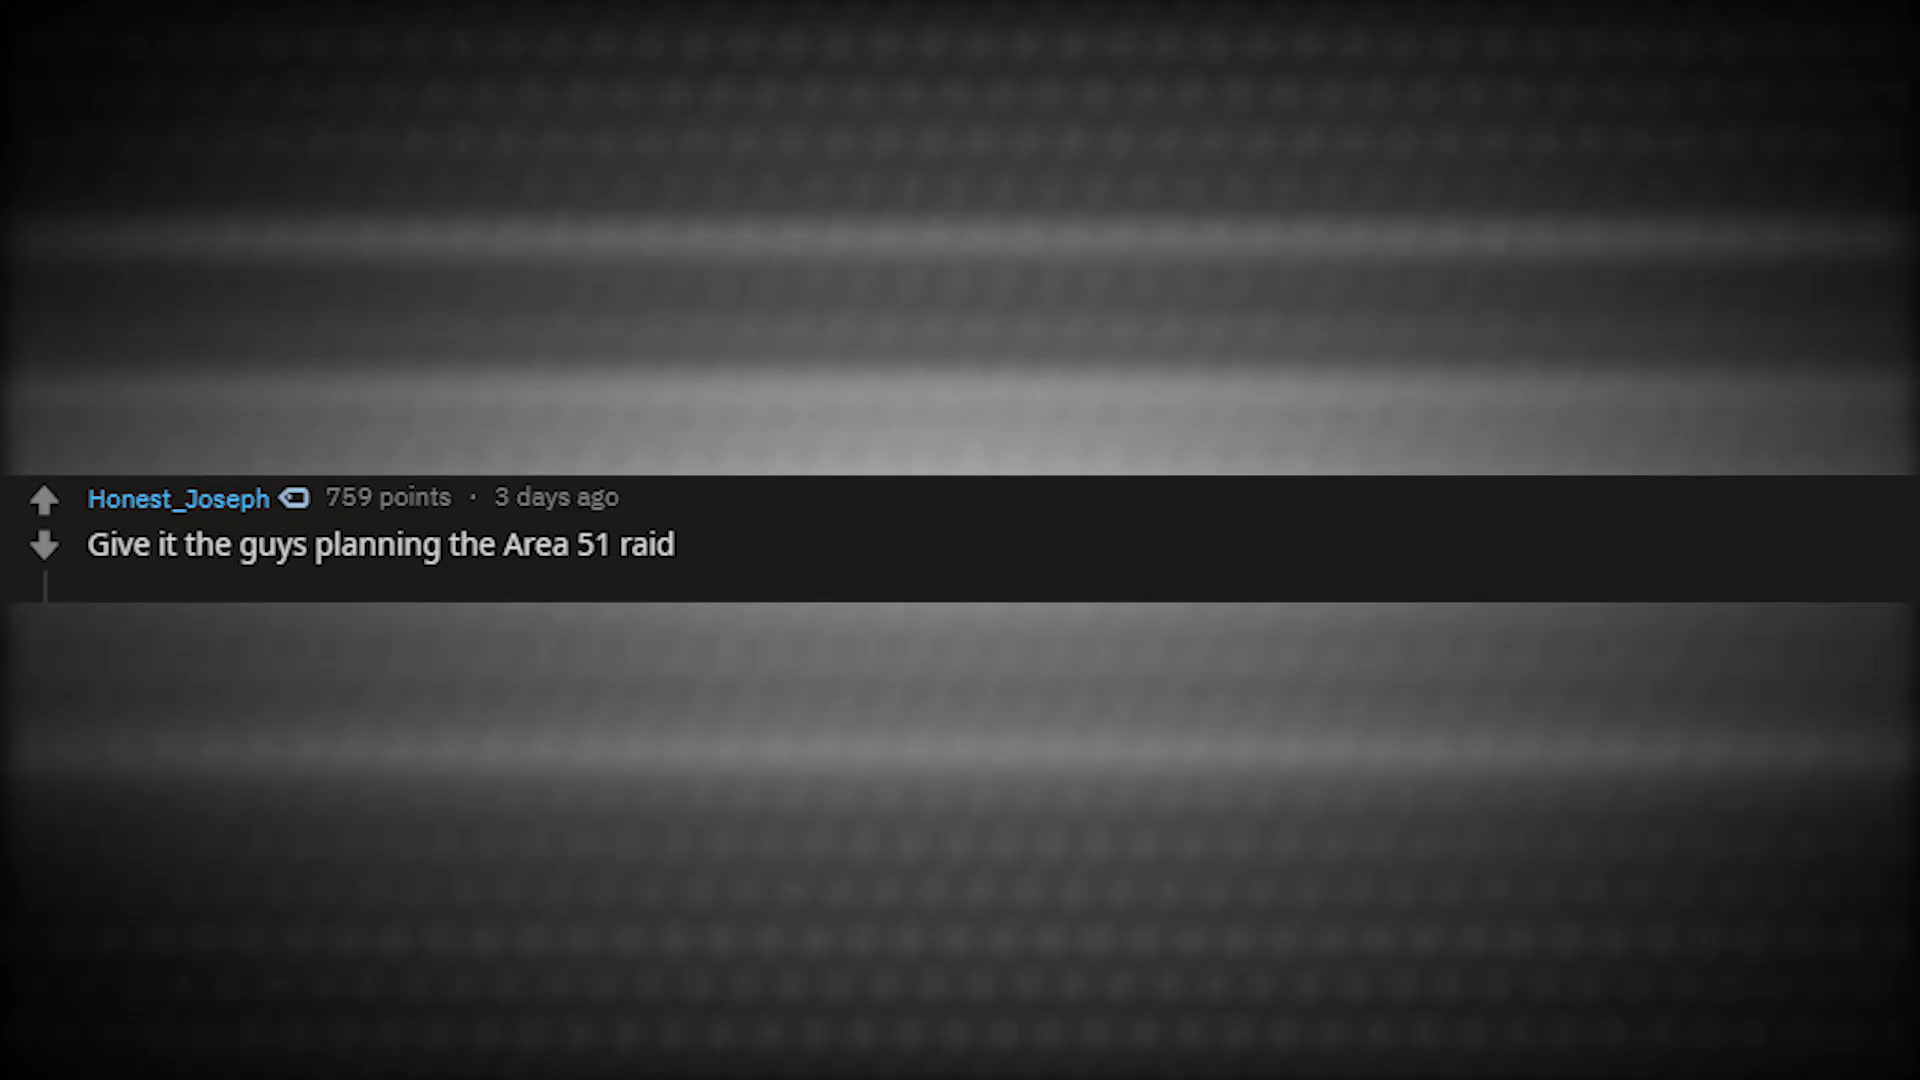 Honest_Joseph 759 points · 3 days ago
Give it the guys planning the Area 51 raid